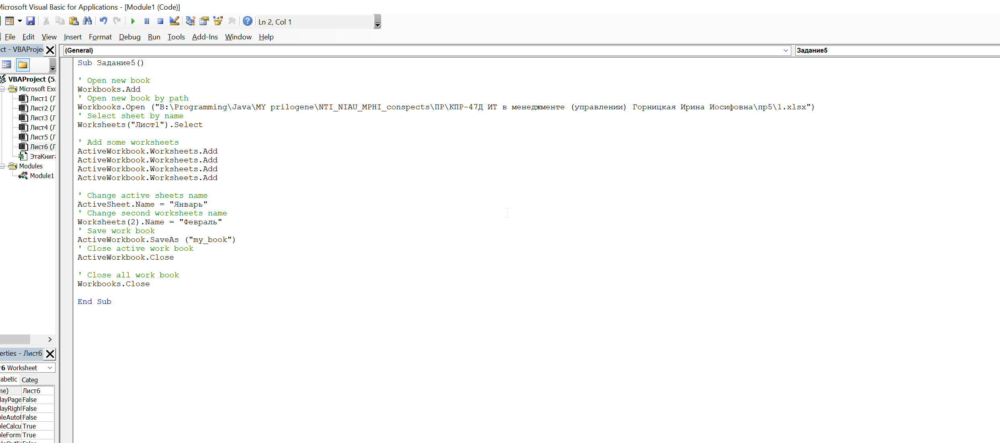 Microsoft Visual Basic for Applications - [Module1 (Code)]
Ln 2, Col 1
File Edit View Insert Format Debug Run Tools Add-Ins Window Help
ct - VBAProje
(General)
Задание5
VBAProject (5.
Microsoft Exc
Лист1 (Л
Лист2 (Л
Лист3 (Л
Лист4 (Л
Лист5 (Л
Лист6 (Л
ЭтаКнига
Modules
Module1
Sub Задание5()
' Open new book
Workbooks.Add
' Open new book by path
Workbooks.Open ("B:\Programming\Java\MY prilogene\NTI_NIAU_MPHI_conspects\ПР\КПР-47Д ИТ в менеджменте (управлении) Горницкая Ирина Иосифовна\пр5\1.xlsx")
' Select sheet by name
Worksheets("Лист1").Select
' Add some worksheets
ActiveWorkbook.Worksheets.Add
ActiveWorkbook.Worksheets.Add
ActiveWorkbook.Worksheets.Add
ActiveWorkbook.Worksheets.Add
' Change active sheets name
ActiveSheet.Name = "Январь"
' Change second worksheets name
Worksheets(2).Name = "Февраль"
' Save work book
ActiveWorkbook.SaveAs ("my_book")
' Close active work book
ActiveWorkbook.Close
' Close all work book
Workbooks.Close
End Sub
erties - Лист6
т6 Worksheet
abetic Categ
me) Лист6
layPage False
layRight False
bleAutoF False
bleCalcu True
bleForm True